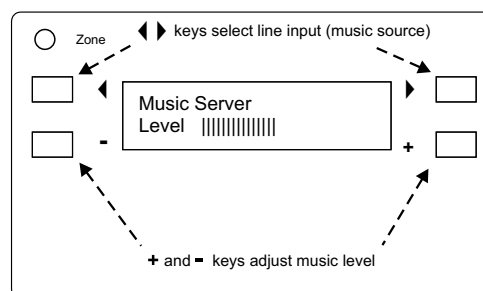 Zone
◀ ▶ keys select line input (music source)
◀ ▶
Music Server
Level |||||||||||||||
- +
+ and - keys adjust music level